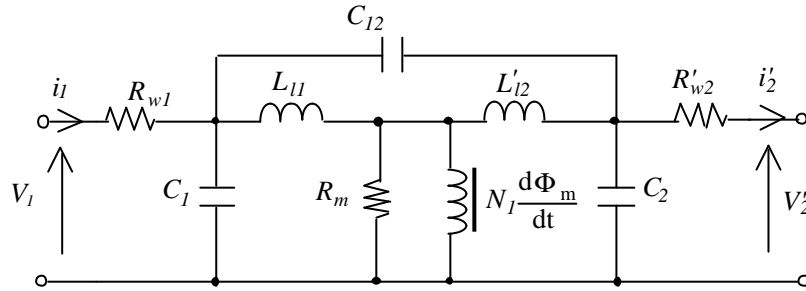 C12
i1
Rw1
Ll1
L'l2
R'w2
i'2
V1
C1
Rm
N1 dΦm/dt
C2
V'2